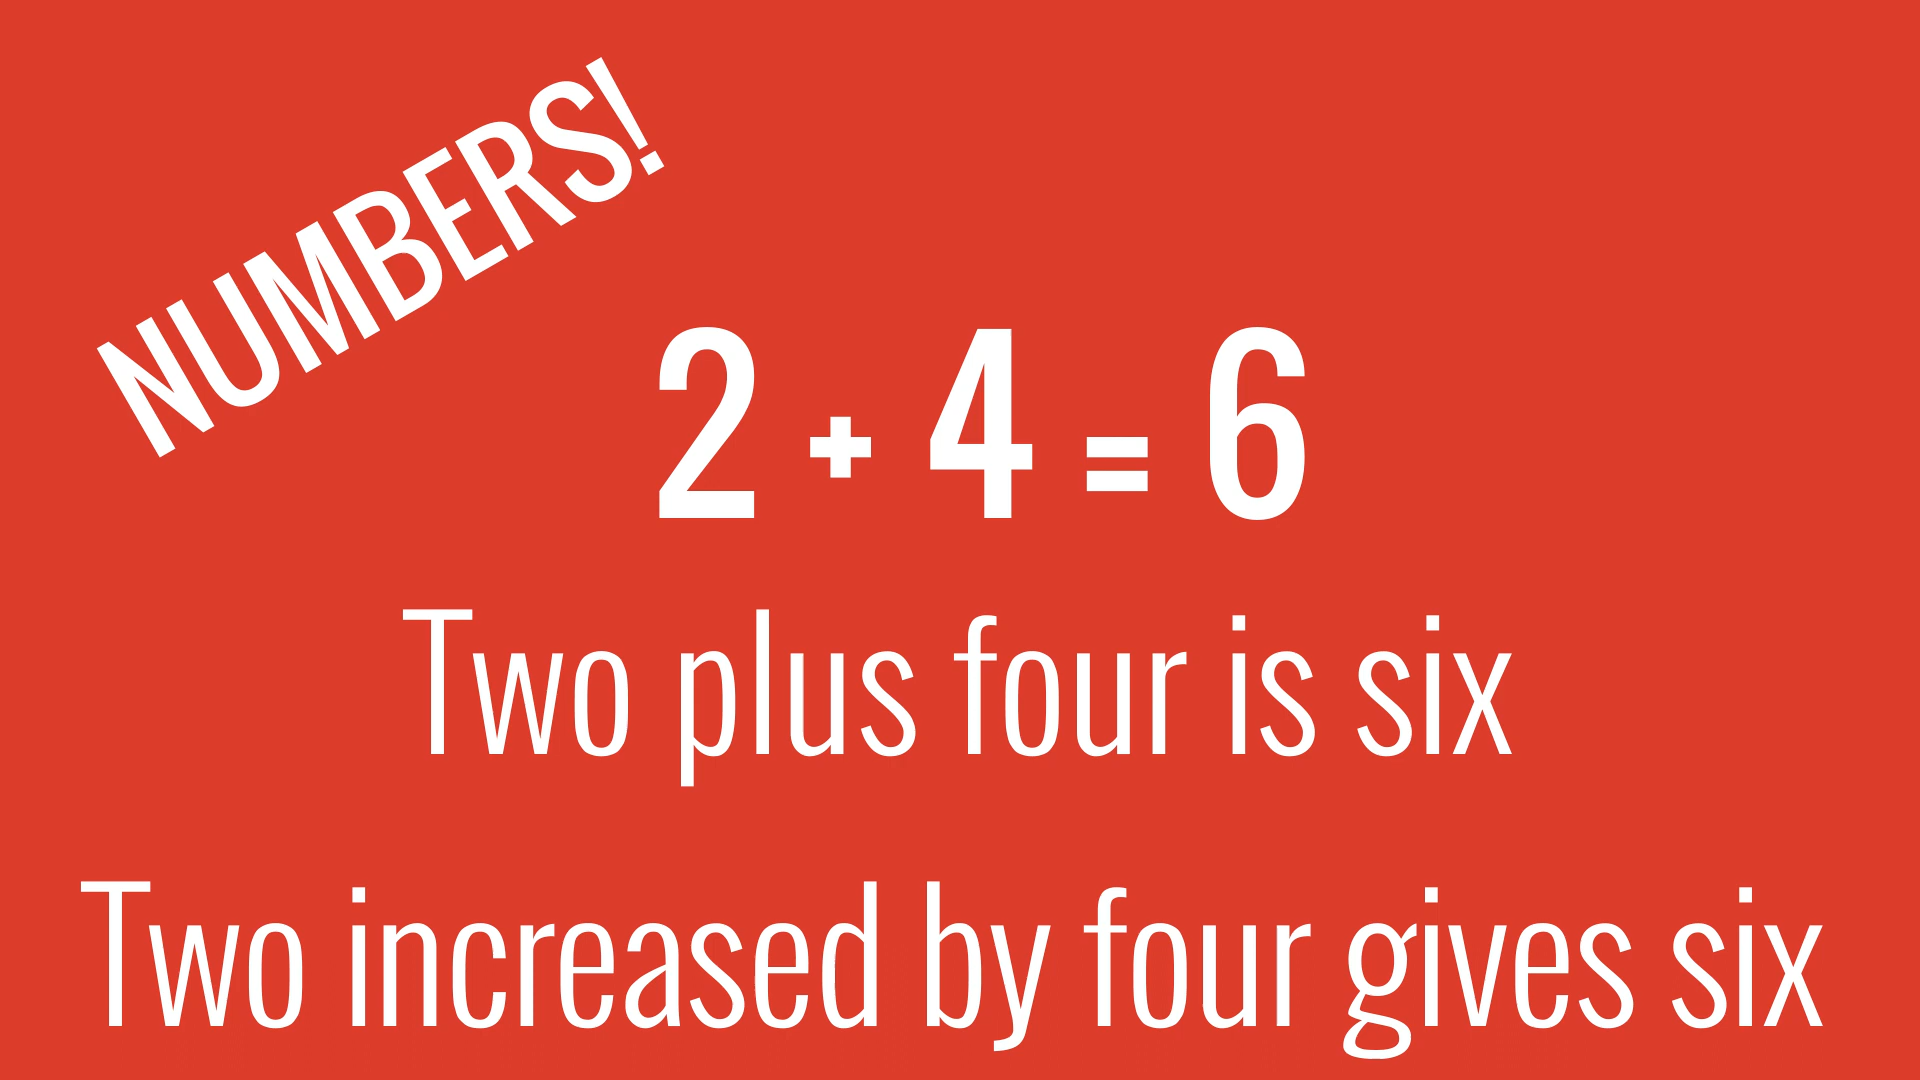 NUMBERS!
2 + 4 = 6
Two plus four is six
Two increased by four gives six